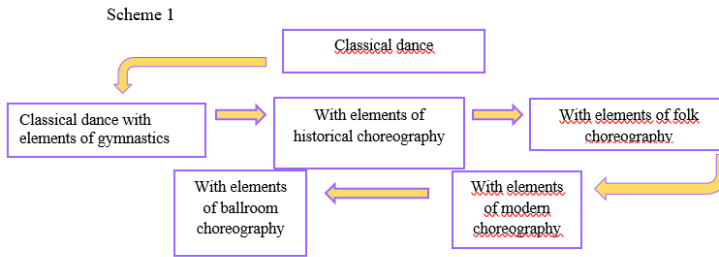 Scheme 1
Classical dance
Classical dance with
elements of gymnastics
With elements of
historical choreography
With elements of folk
choreography
With elements
of modern
choreography
With elements
of ballroom
choreography